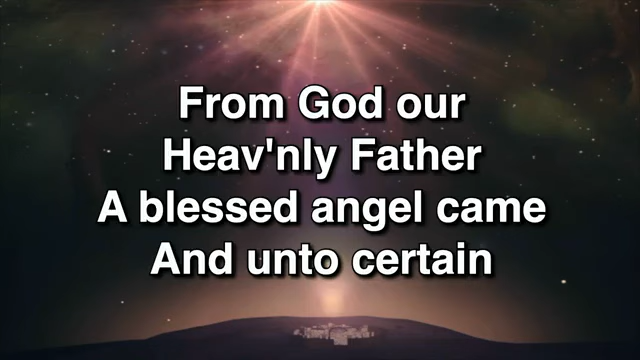 From God our
Heav'nly Father
A blessed angel came
And unto certain